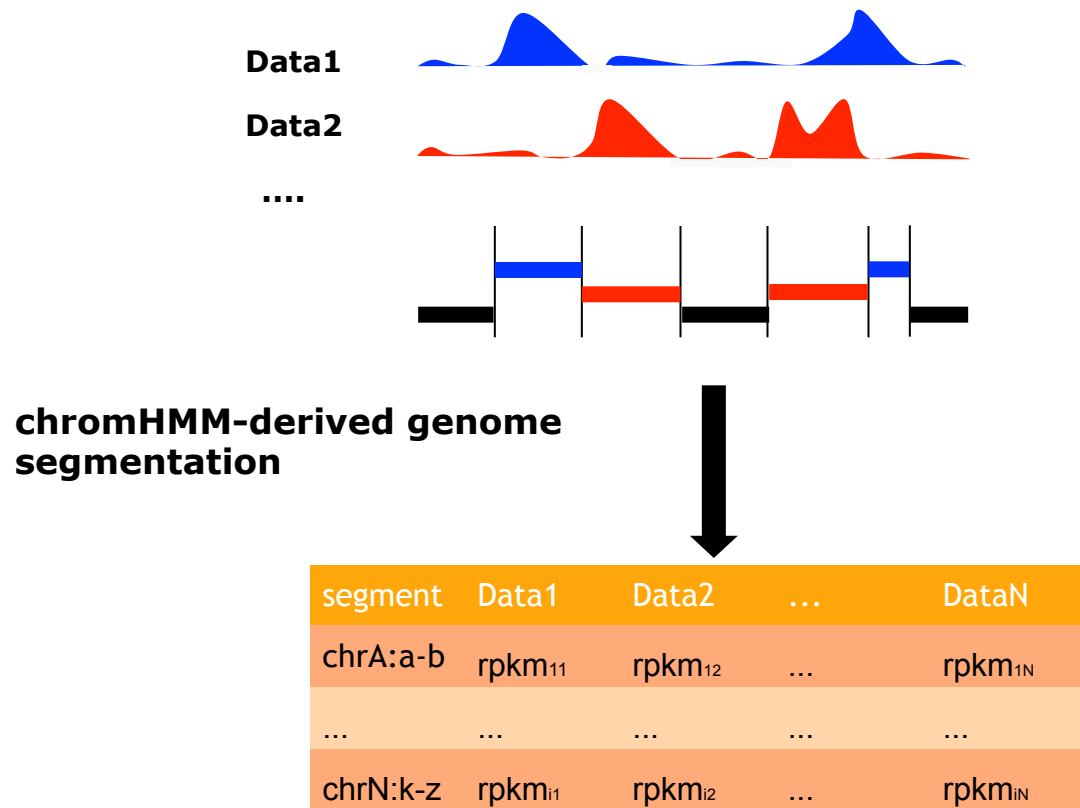 Data1
Data2
....
chromHMM-derived genome
segmentation
segment Data1 Data2 ... DataN
chrA:a-b rpkm11 rpkm12 ... rpkm1N
... ... ... ... ...
chrN:k-z rpkmi1 rpkmi2 ... rpkmiN